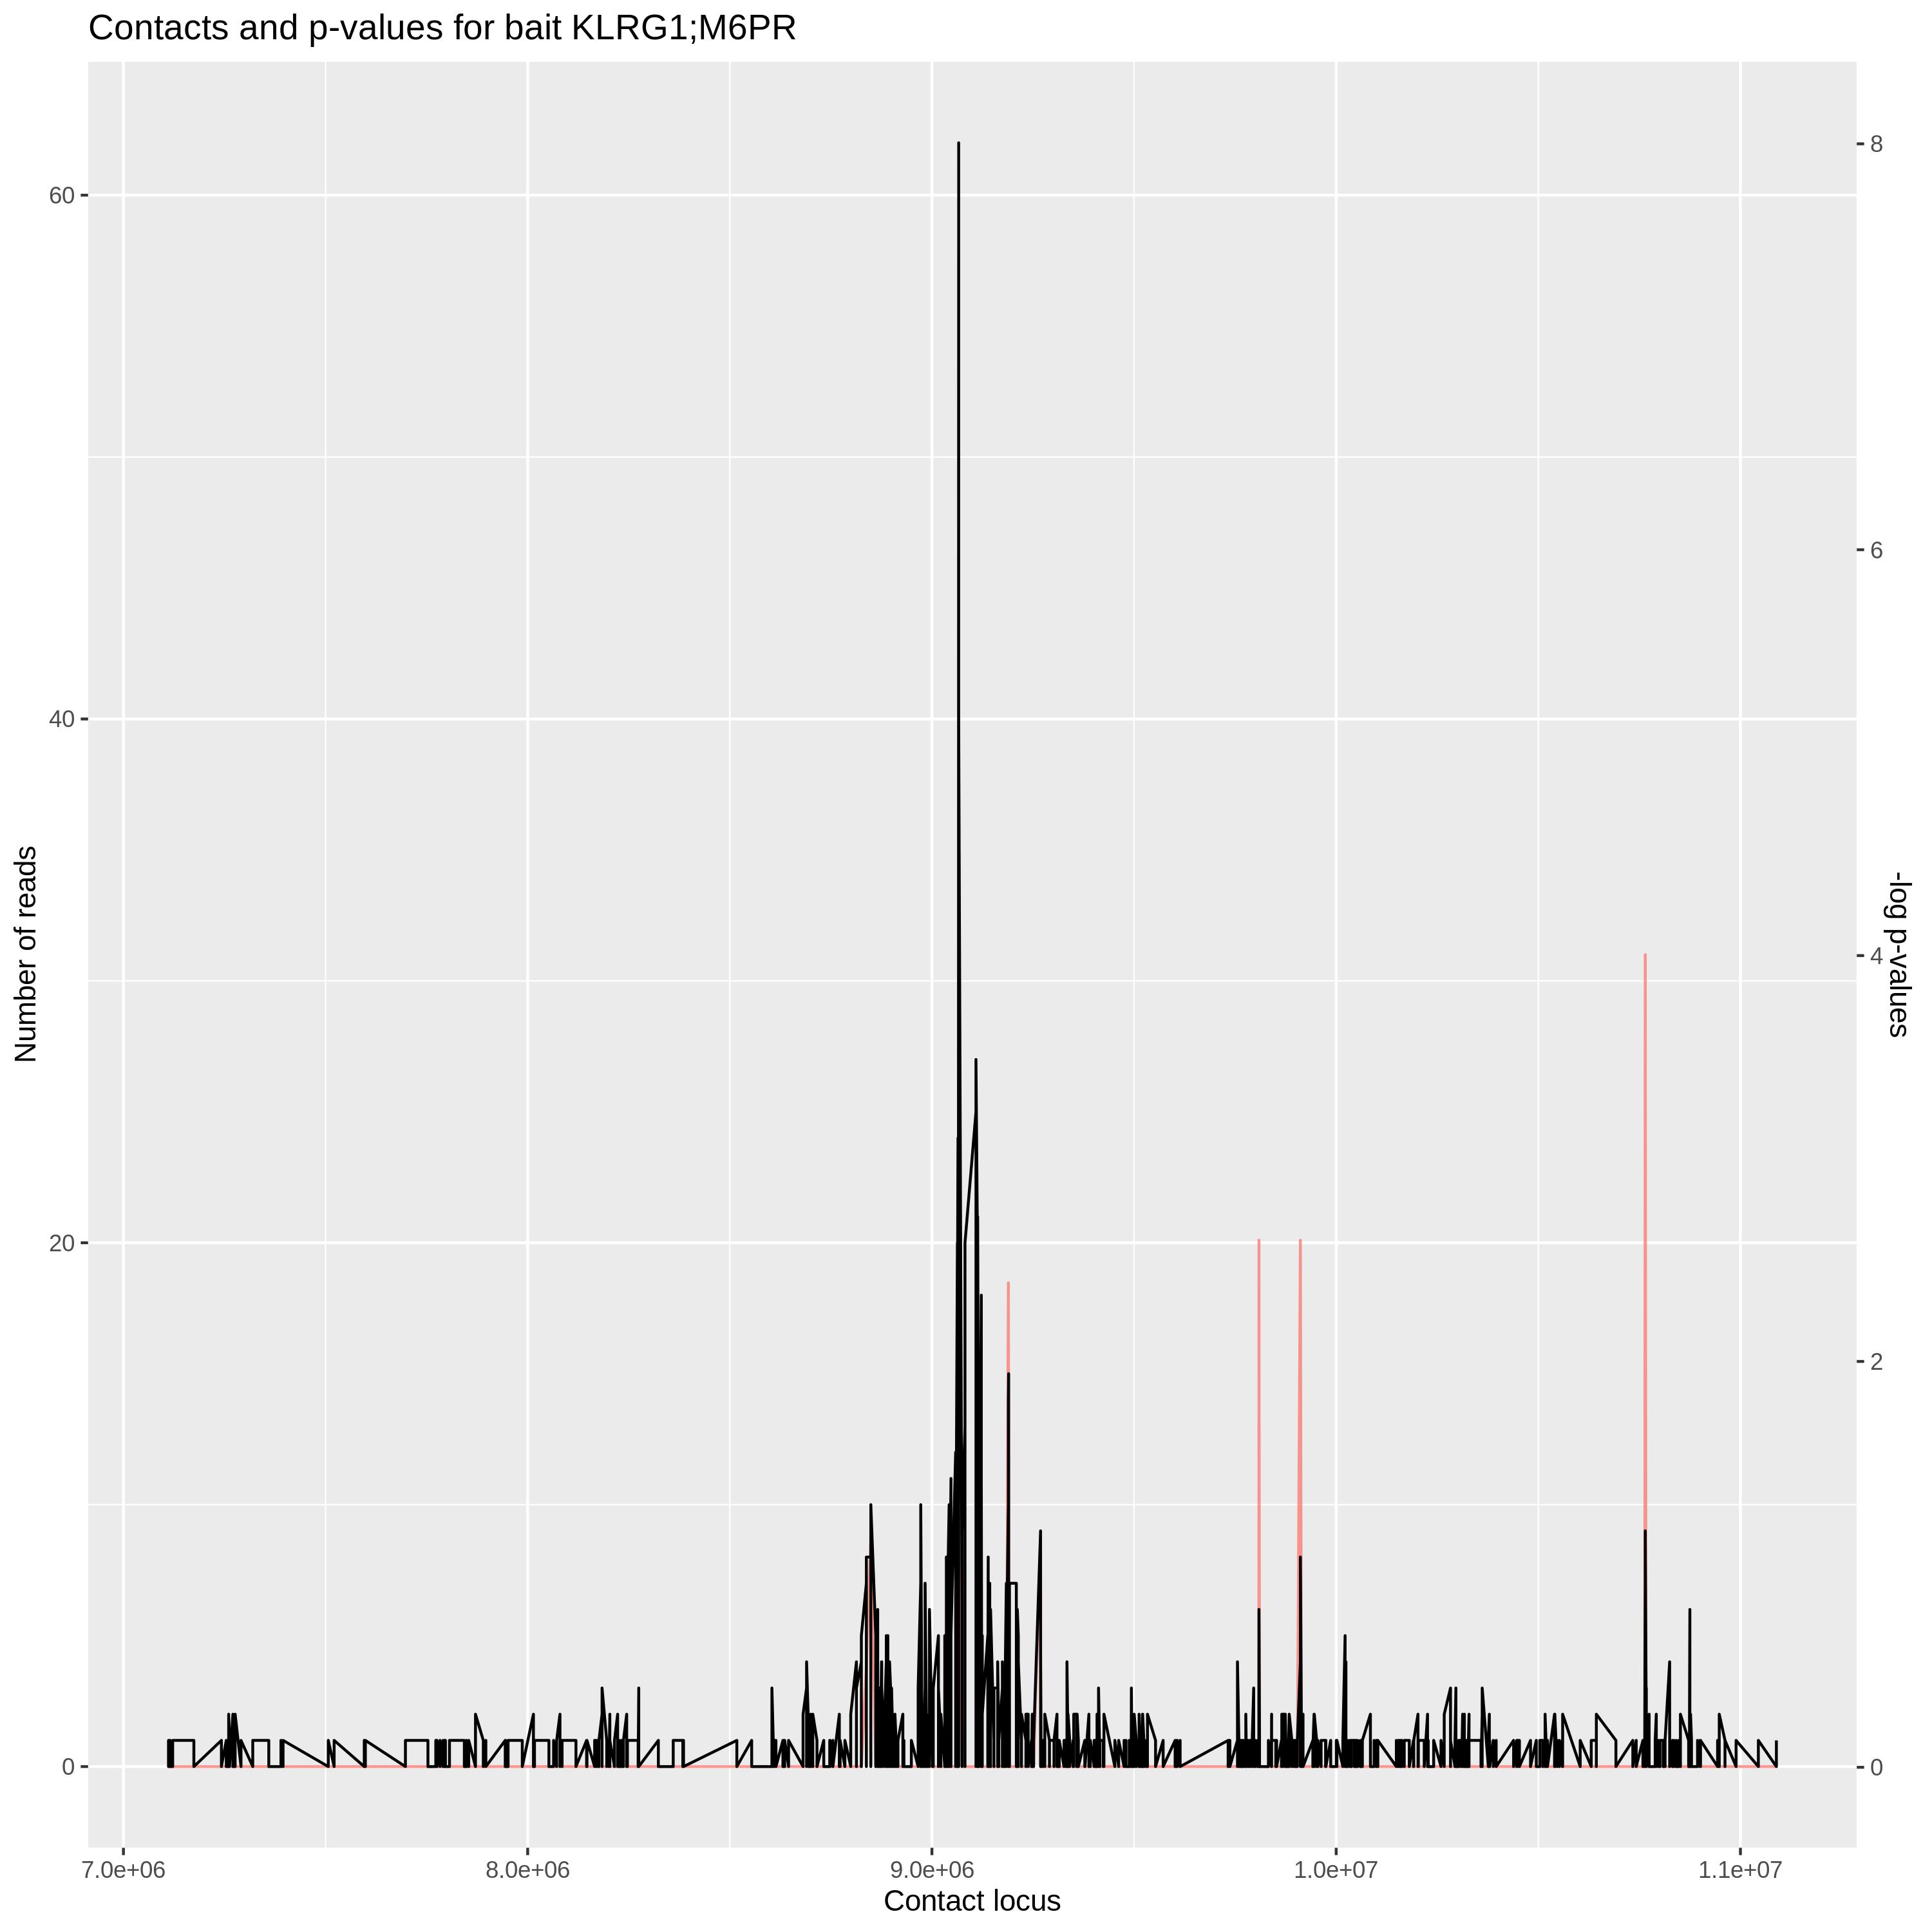 Contacts and p-values for bait KLRG1;M6PR
Number of reads
60
40
20
0
8
6
4
2
0
-log p-values
7.0e+06 8.0e+06 9.0e+06 1.0e+07 1.1e+07
Contact locus